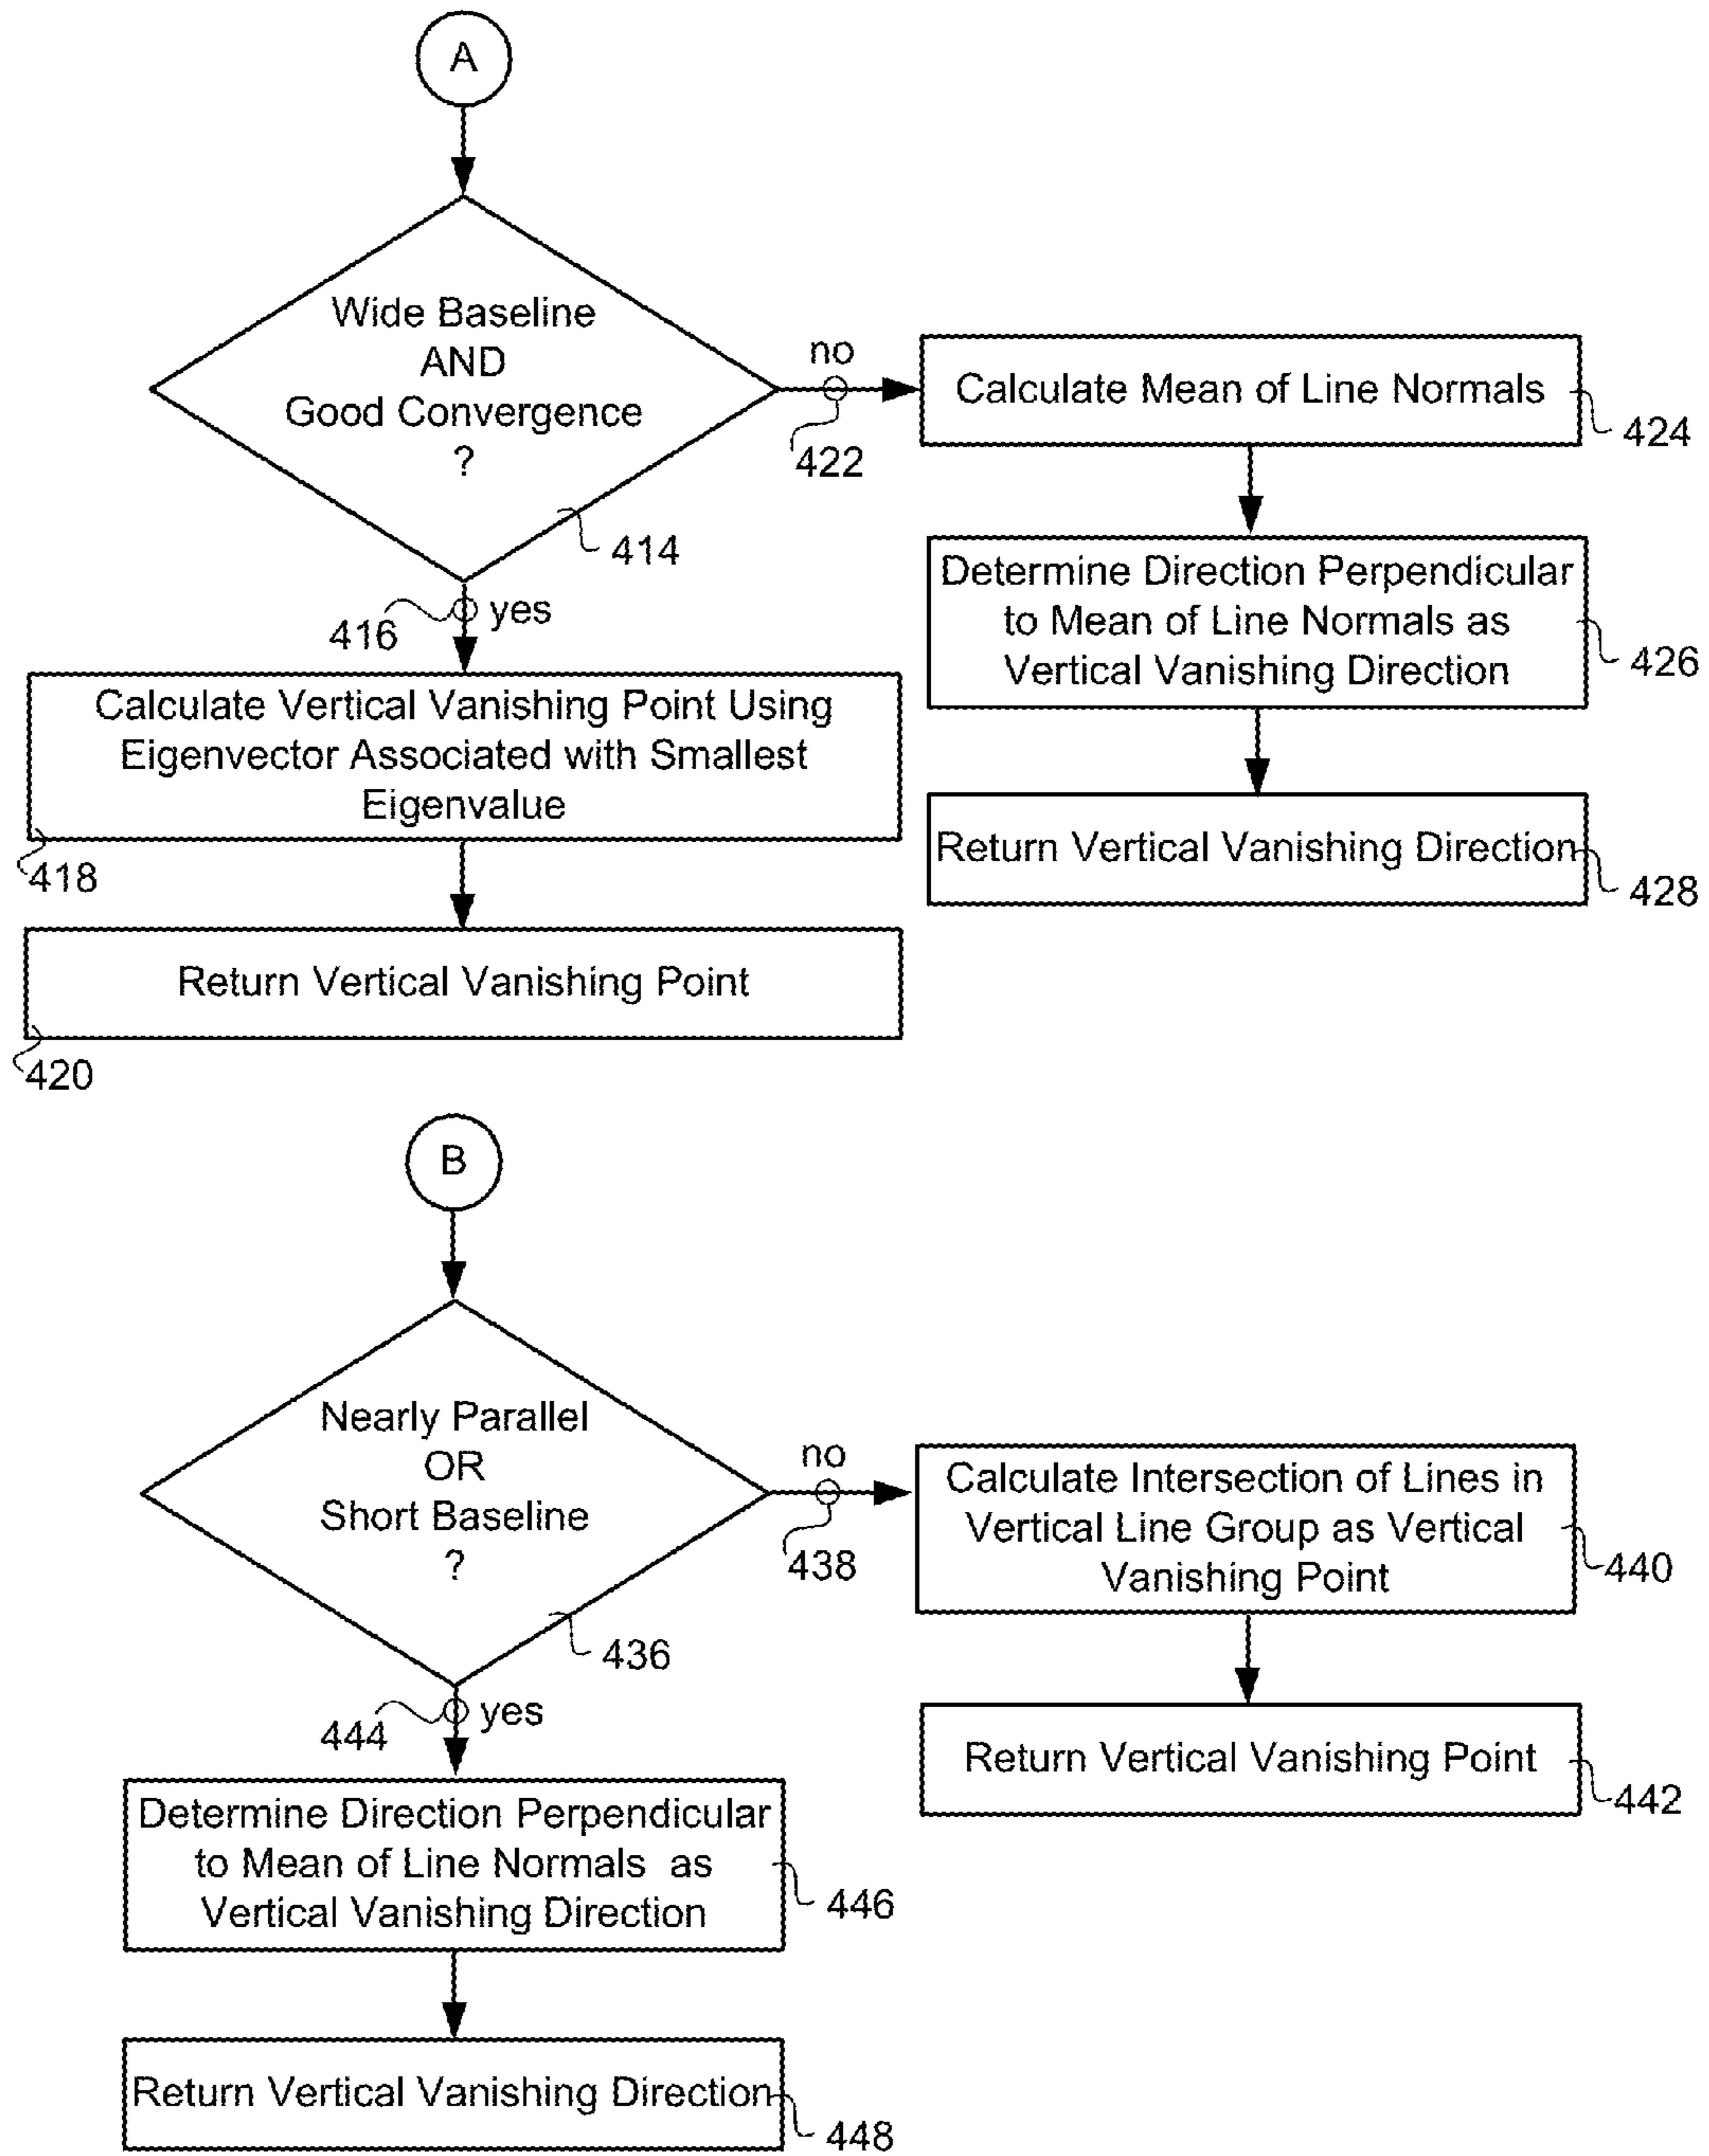 A
Wide Baseline
AND
Good Convergence
?
414
no
422
Calculate Mean of Line Normals
424
Determine Direction Perpendicular
to Mean of Line Normals as
Vertical Vanishing Direction
426
Return Vertical Vanishing Direction
428
416
yes
Calculate Vertical Vanishing Point Using
Eigenvector Associated with Smallest
Eigenvalue
418
Return Vertical Vanishing Point
420
B
Nearly Parallel
OR
Short Baseline
?
436
no
438
Calculate Intersection of Lines in
Vertical Line Group as Vertical
Vanishing Point
440
Return Vertical Vanishing Point
442
444
yes
Determine Direction Perpendicular
to Mean of Line Normals as
Vertical Vanishing Direction
446
Return Vertical Vanishing Direction
448